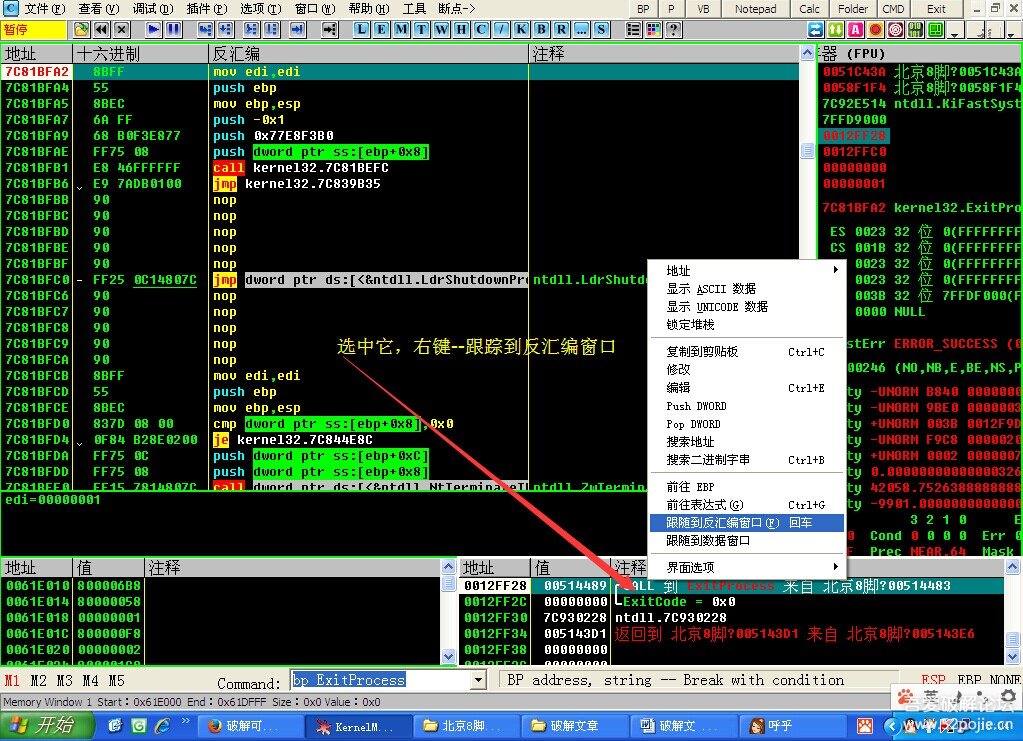 文件(F) 查看(V) 调试(D) 插件(P) 选项(T) 窗口(W) 帮助(H) 工具 断点-> BP P VB Notepad Calc Folder CMD Exit
暂停 L E M T W H C / K B R ... S
地址 十六进制 反汇编 注释 器 (FPU)
7C81BFA2 8BFF mov edi,edi
7C81BFA4 55 push ebp
7C81BFA5 8BEC mov ebp,esp
7C81BFA7 6A FF push -0x1
7C81BFA9 68 B0F3E877 push 0x77E8F3B0
7C81BFAE FF75 08 push dword ptr ss:[ebp+0x8]
7C81BFB1 E8 46FFFFFF call kernel32.7C81BEFC
7C81BFB6 E9 7ADB0100 jmp kernel32.7C839B35
7C81BFBB 90 nop
7C81BFBC 90 nop
7C81BFBD 90 nop
7C81BFBE 90 nop
7C81BFBF 90 nop
7C81BFC0 - FF25 0C14807C jmp dword ptr ds:[<&ntdll.LdrShutdownPr ntdll.LdrShutd
7C81BFC6 90 nop
7C81BFC7 90 nop
7C81BFC8 90 nop
7C81BFC9 90 nop
7C81BFCA 90 nop
7C81BFCB 8BFF mov edi,edi
7C81BFCD 55 push ebp
7C81BFCE 8BEC mov ebp,esp
7C81BFD0 837D 08 00 cmp dword ptr ss:[ebp+0x8],0x0
7C81BFD4 0F84 B28E0200 je kernel32.7C844E8C
7C81BFDA FF75 0C push dword ptr ss:[ebp+0xC]
7C81BFDD FF75 08 push dword ptr ss:[ebp+0x8]
7C81BFE0 FF15 7814807C call dword ptr ds:[<&ntdll.NtTerminateP ntdll.ZwTermin
选中它，右键--跟踪到反汇编窗口
0051C43A 北京8脚?0051C43A
0058F1F4 北京8脚?0058F1F4
7C92E514 ntdll.KiFastSyst
7FFD9000
0012FF28
0012FFC0
00000000
00000001
7C81BFA2 kernel32.ExitPro
ES 0023 32 位 0(FFFFFFFF
CS 001B 32 位 0(FFFFFFFF
0023 32 位 0(FFFFFFFF
0023 32 位 0(FFFFFFFF
003B 32 位 7FFDF000(F
0000 NULL
stErr ERROR_SUCCESS (0
00246 (NO,NB,E,BE,NS,P
ty -UNORM B840 0000000
ty -UNORM 9BE0 0000003
ty +UNORM 003B 0012F9D
ty -UNORM F9C8 0000020
ty +UNORM 0002 0000007
ty 0.0000000000000326
ty 42058.7526388888888
ty -9901.0000000000000
3 2 1 0 E
0 Cond 0 0 0 0 Err 0
Prec NEAR,64 Mask
地址
显示 ASCII 数据
显示 UNICODE 数据
锁定堆栈
复制到剪贴板 Ctrl+C
修改
编辑 Ctrl+E
Push DWORD
Pop DWORD
搜索地址
搜索二进制字串 Ctrl+B
前往 EBP
前往表达式(G) Ctrl+G
跟随到反汇编窗口(F) 回车
跟随到数据窗口
界面选项
edi=00000001
地址 值 注释
0061E010 800006B8
0061E014 80000058
0061E018 00000001
0061E01C 800000F8
0061E020 00000002
地址 值 注释
0012FF28 00514489 CALL 到 ExitProcess 来自 北京8脚?00514483
0012FF2C 00000000 ExitCode = 0x0
0012FF30 7C930228 ntdll.7C930228
0012FF34 005143D1 返回到 北京8脚?005143D1 来自 北京8脚?005143E6
0012FF38 00000000
M1 M2 M3 M4 M5 Command: bp ExitProcess BP address, string -- Break with condition ESP EBP NONE
Memory Window 1 Start：0x61E000 End：0x61DFFF Size：0x0 Value：0x0
开始 破解可... KernelM... 北京8脚... 破解文章 破解文... 呼乎
吾爱破解论坛
www.52pojie.cn